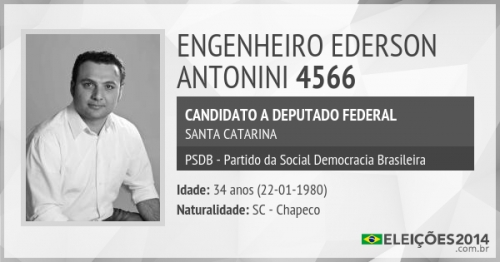 ENGENHEIRO EDERSON
ANTONINI 4566
CANDIDATO A DEPUTADO FEDERAL
SANTA CATARINA
PSDB - Partido da Social Democracia Brasileira
Idade: 34 anos (22-01-1980)
Naturalidade: SC - Chapeco
ELEIÇÕES2014
.com.br